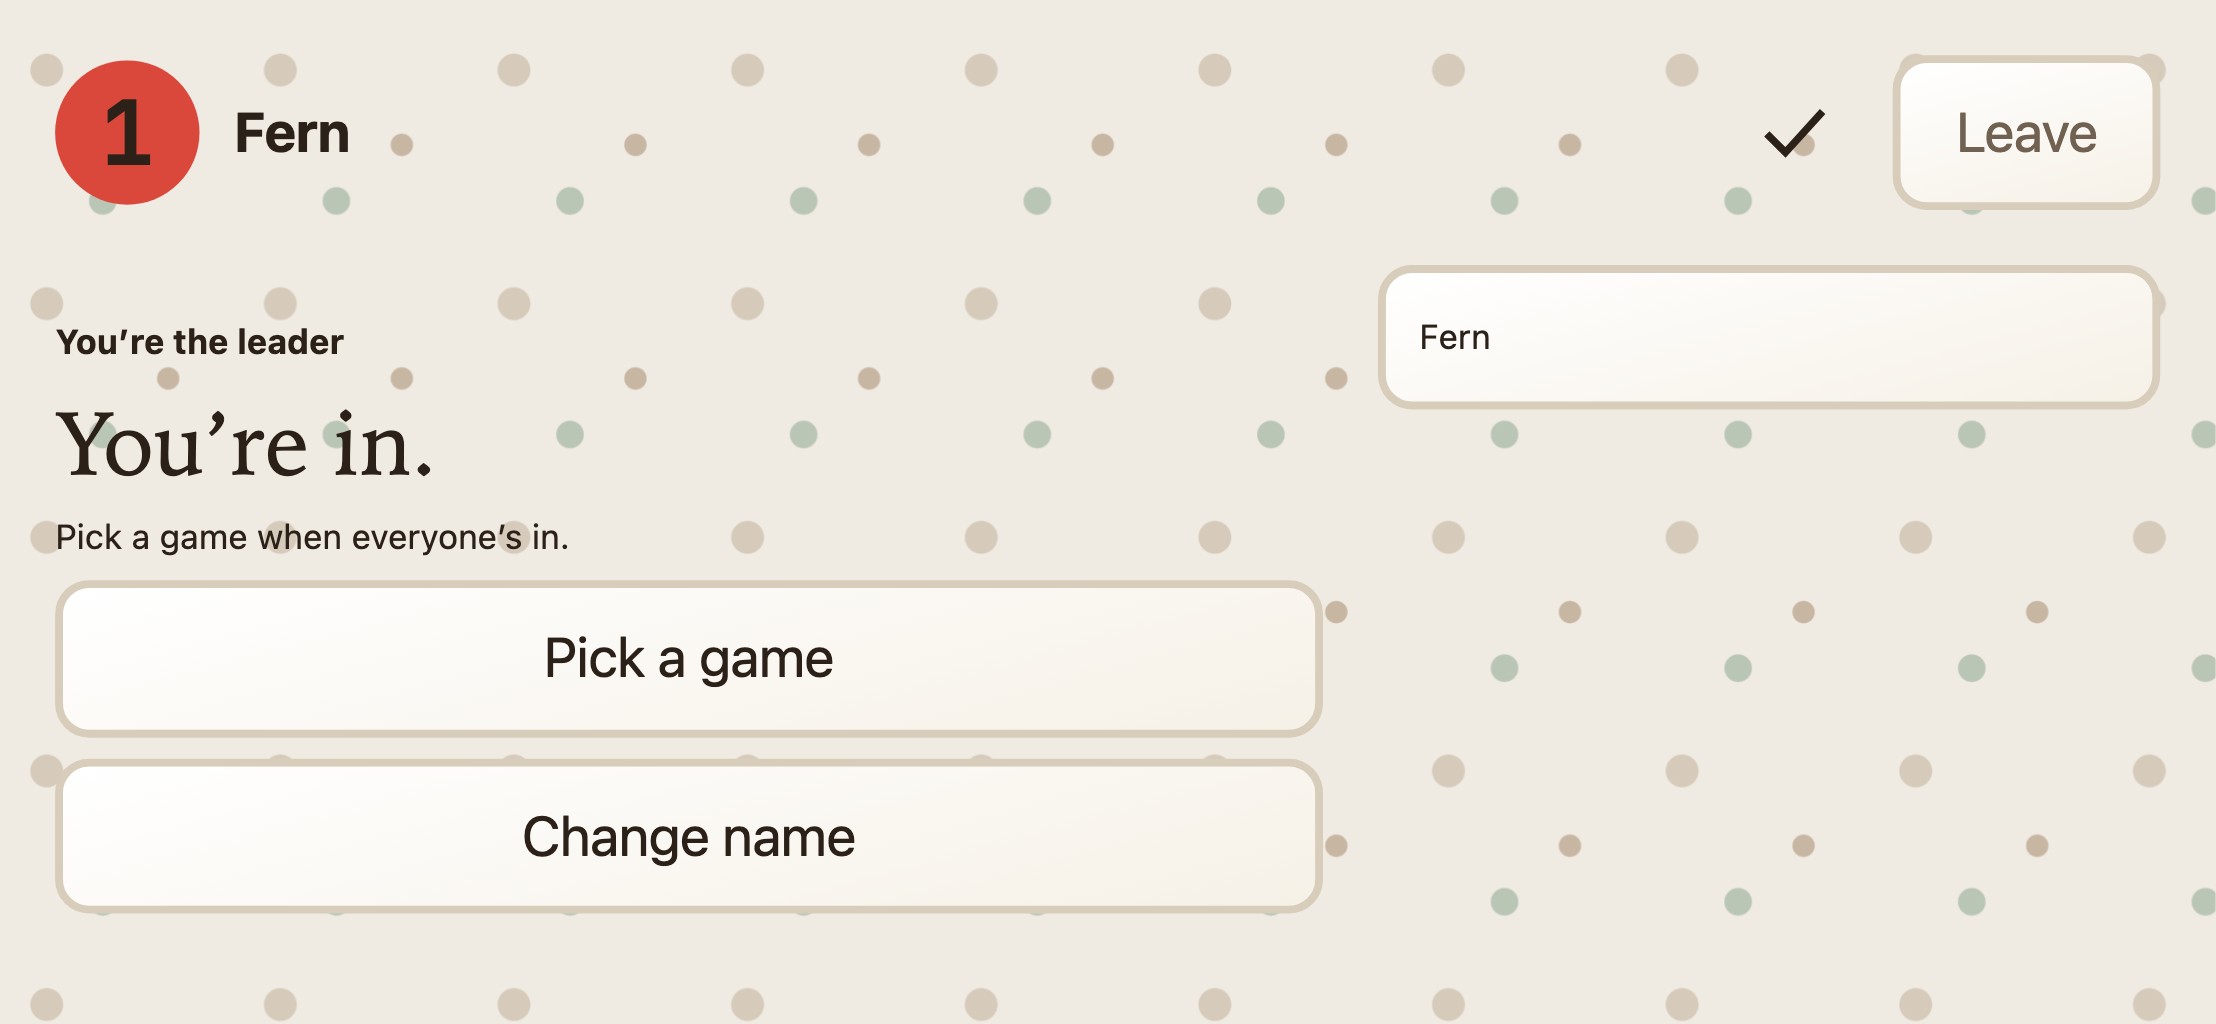 1 Fern
Leave
You’re the leader
You’re in.
Pick a game when everyone’s in.
Pick a game
Change name
Fern